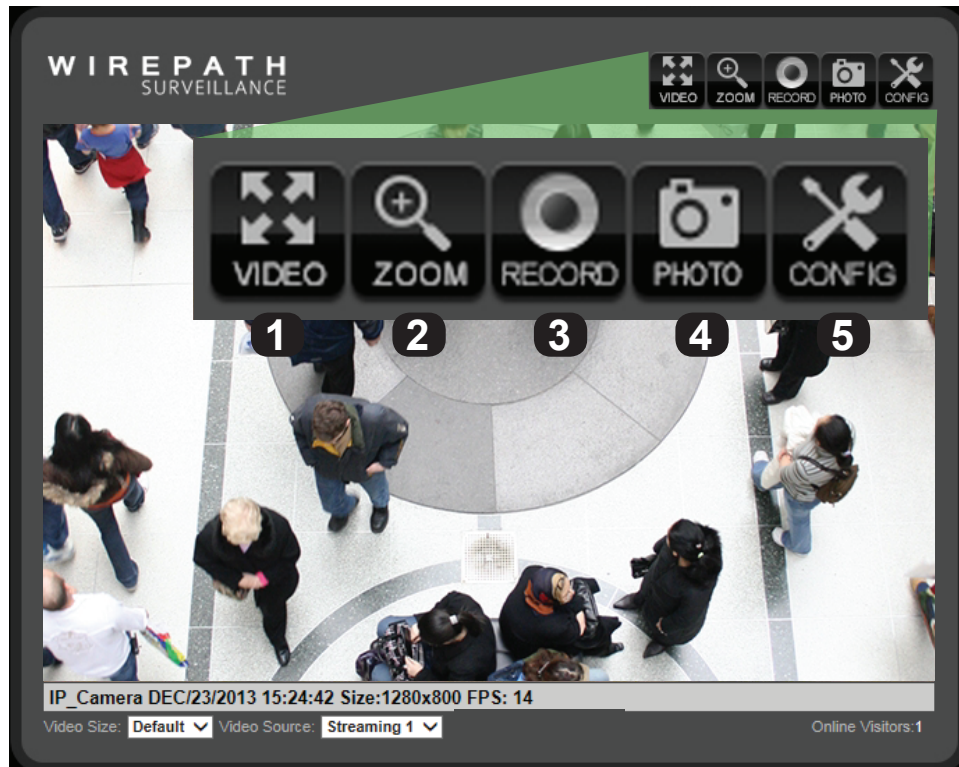 WIREPATH
SURVEILLANCE
VIDEO ZOOM RECORD PHOTO CONFIG
VIDEO ZOOM RECORD PHOTO CONFIG
1 2 3 4 5
IP_Camera DEC/23/2013 15:24:42 Size:1280x800 FPS: 14
Video Size: Default Video Source: Streaming 1 Online Visitors:1